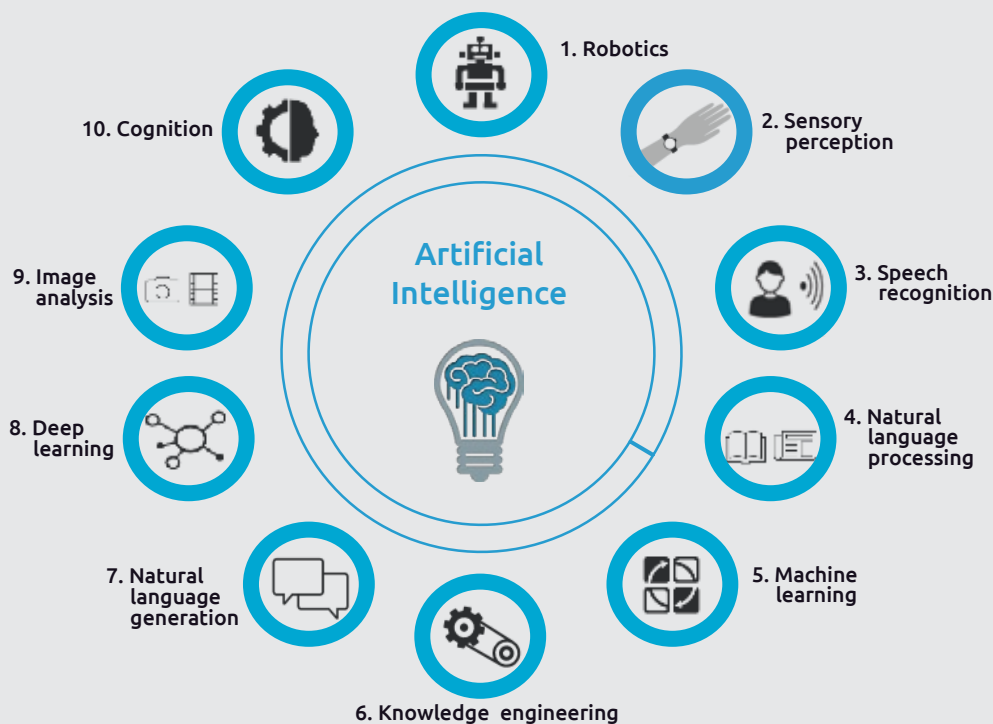 Artificial
Intelligence
1. Robotics
2. Sensory
perception
3. Speech
recognition
4. Natural
language
processing
5. Machine
learning
6. Knowledge engineering
7. Natural
language
generation
8. Deep
learning
9. Image
analysis
10. Cognition